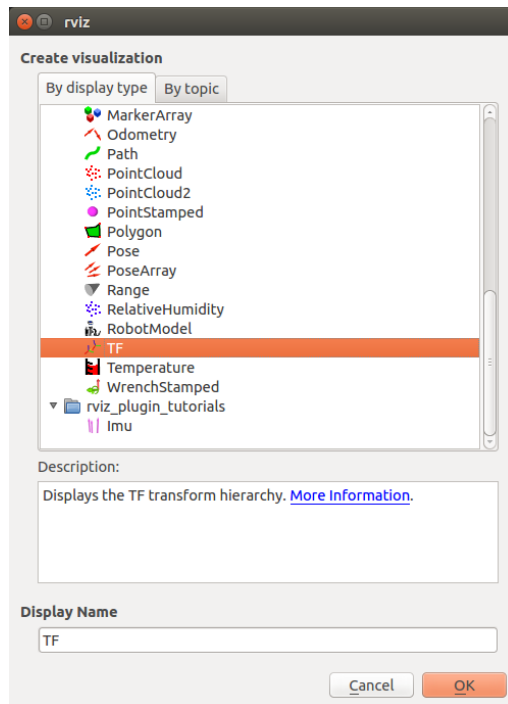 rviz
Create visualization
By display type By topic
MarkerArray
Odometry
Path
PointCloud
PointCloud2
PointStamped
Polygon
Pose
PoseArray
Range
RelativeHumidity
RobotModel
TF
Temperature
WrenchStamped
rviz_plugin_tutorials
Imu
Description:
Displays the TF transform hierarchy. More Information.
Display Name
TF
Cancel OK